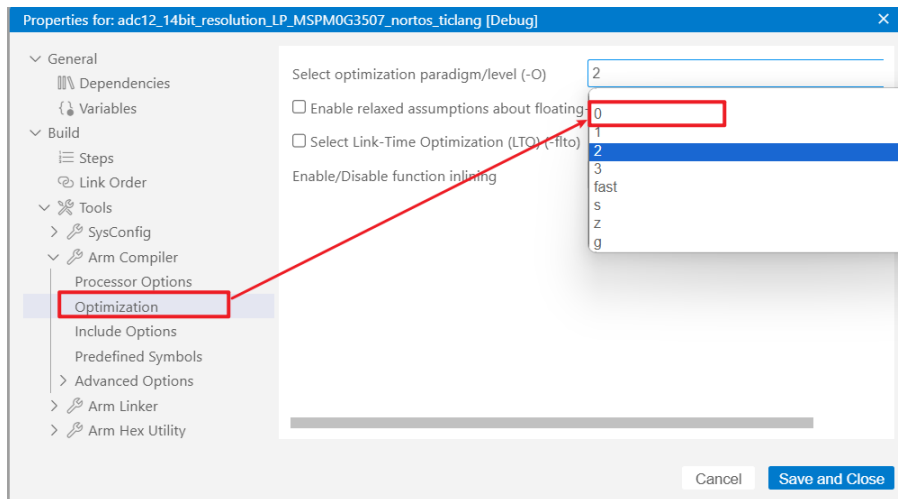 Properties for: adc12_14bit_resolution_LP_MSPM0G3507_nortos_ticlang [Debug]
General
Dependencies
Variables
Build
Steps
Link Order
Tools
SysConfig
Arm Compiler
Processor Options
Optimization
Include Options
Predefined Symbols
Advanced Options
Arm Linker
Arm Hex Utility
Select optimization paradigm/level (-O)
2
Enable relaxed assumptions about floating-
Select Link-Time Optimization (LTO) (-flto)
Enable/Disable function inlining
0
1
2
3
fast
s
z
g
Cancel
Save and Close